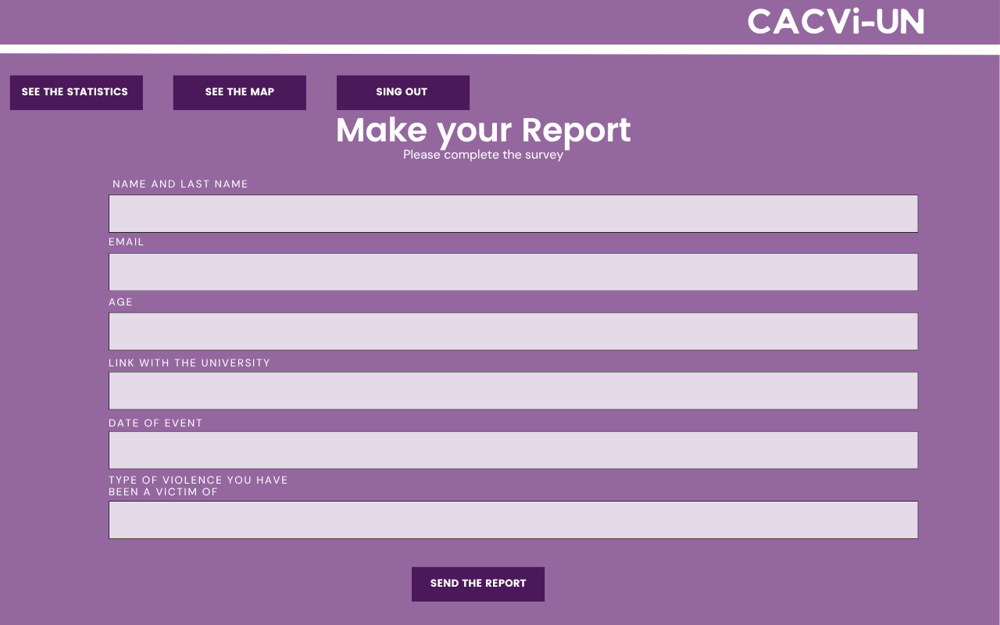 CACVi-UN
SEE THE STATISTICS
SEE THE MAP
SING OUT
Make your Report
Please complete the survey
NAME AND LAST NAME
EMAIL
AGE
LINK WITH THE UNIVERSITY
DATE OF EVENT
TYPE OF VIOLENCE YOU HAVE
BEEN A VICTIM OF
SEND THE REPORT